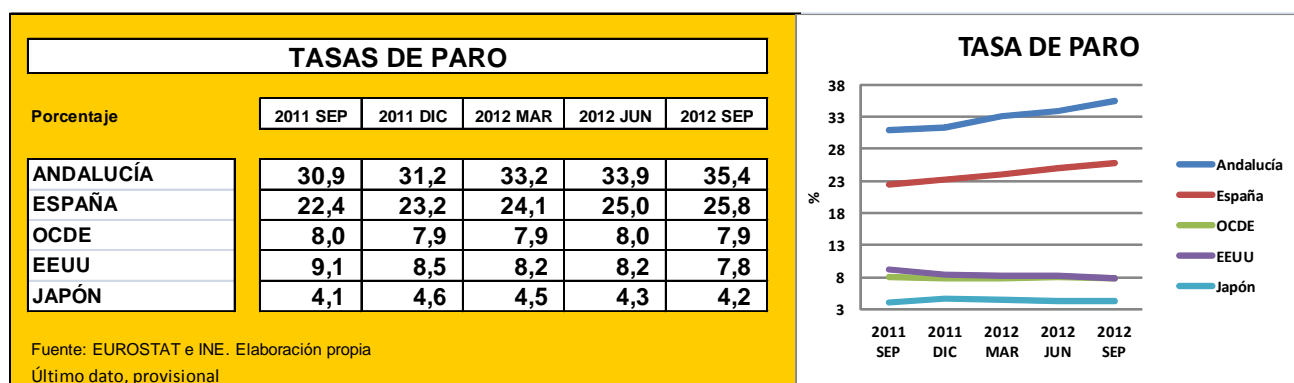 TASAS DE PARO
Porcentaje 2011 SEP 2011 DIC 2012 MAR 2012 JUN 2012 SEP
ANDALUCÍA 30,9 31,2 33,2 33,9 35,4
ESPAÑA 22,4 23,2 24,1 25,0 25,8
OCDE 8,0 7,9 7,9 8,0 7,9
EEUU 9,1 8,5 8,2 8,2 7,8
JAPÓN 4,1 4,6 4,5 4,3 4,2
Fuente: EUROSTAT e INE. Elaboración propia
Último dato, provisional
TASA DE PARO
38
33
28
23
18
13
8
3
%
2011 2011 2012 2012 2012
SEP DIC MAR JUN SEP
Andalucía
España
OCDE
EEUU
Japón